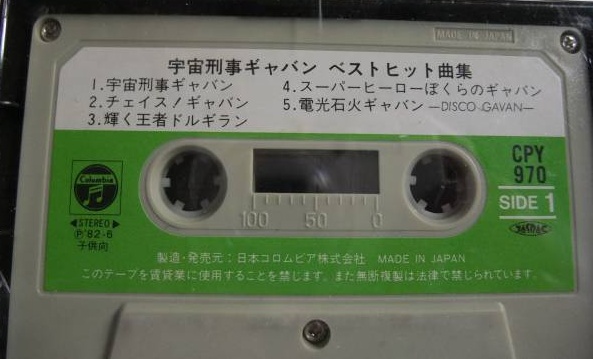 MADE IN JAPAN
宇宙刑事ギャバン ベストヒット曲集
1.宇宙刑事ギャバン
2.チェイス!ギャバン
3.輝く王者ドルギラン
4.スーパーヒーローぼくらのギャバン
5.電光石火ギャバン —DISCO GAVAN—
Columbia
◀STEREO▶
Ⓟ'82-6
子供向
100 50 0
CPY
970
SIDE 1
JASRAC
製造・発売元:日本コロムビア株式会社 MADE IN JAPAN
このテープを賃貸業に使用することを禁じます。また無断複製は法律で禁じられています。